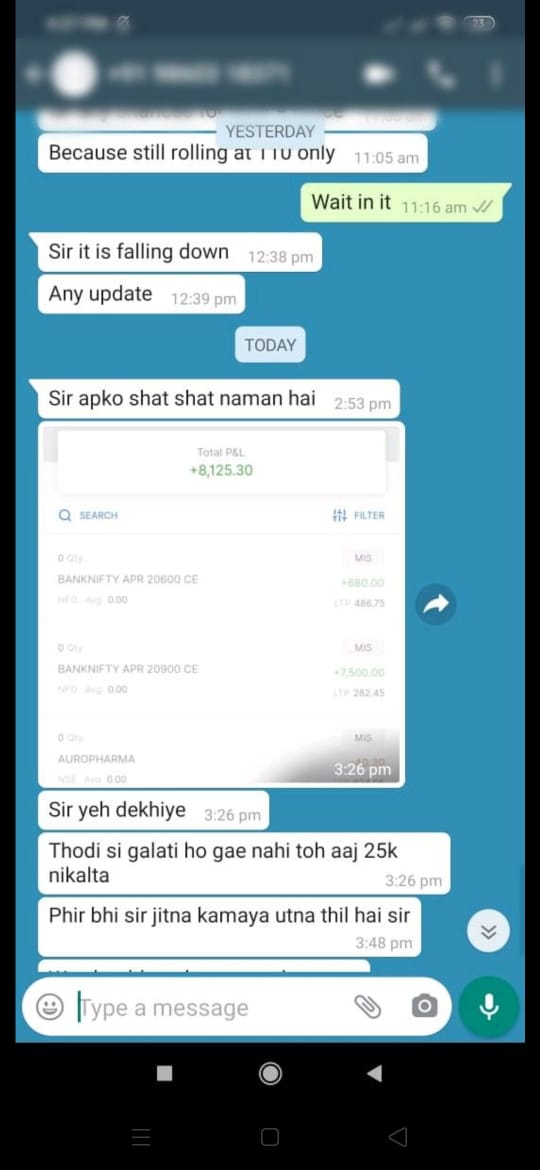 23
YESTERDAY
Because still rolling at 110 only 11:05 am
Wait in it 11:16 am
Sir it is falling down 12:38 pm
Any update 12:39 pm
TODAY
Sir apko shat shat naman hai 2:53 pm
Total P&L
+8,125.30
SEARCH FILTER
0 Qty. MIS
BANKNIFTY APR 20600 CE +680.00
NFO Avg. 0.00 LTP 486.75
0 Qty. MIS
BANKNIFTY APR 20900 CE +7,500.00
NFO Avg. 0.00 LTP 282.45
0 Qty. MIS
AUROPHARMA
NSE Avg. 0.00
3:26 pm
Sir yeh dekhiye 3:26 pm
Thodi si galati ho gae nahi toh aaj 25k
nikalta 3:26 pm
Phir bhi sir jitna kamaya utna thil hai sir
3:48 pm
Type a message